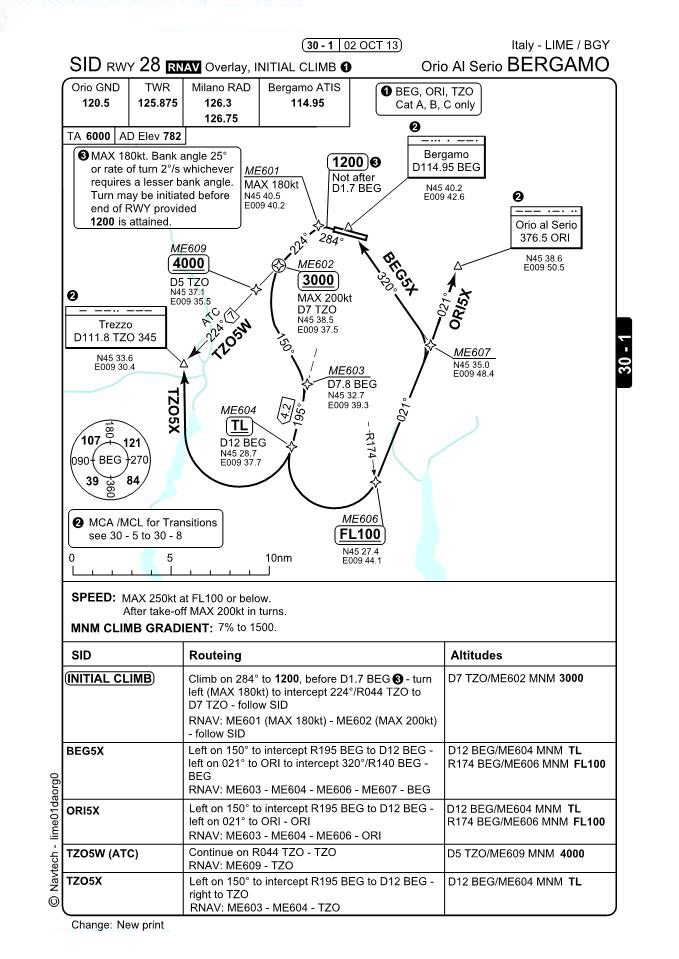 30 - 1 02 OCT 13
Italy - LIME / BGY
SID RWY 28 RNAV Overlay, INITIAL CLIMB ❶
Orio Al Serio BERGAMO
Orio GND
120.5
TWR
125.875
Milano RAD
126.3
126.75
Bergamo ATIS
114.95
TA 6000 AD Elev 782
❶ BEG, ORI, TZO
Cat A, B, C only
❸ MAX 180kt. Bank angle 25°
or rate of turn 2°/s whichever
requires a lesser bank angle.
Turn may be initiated before
end of RWY provided
1200 is attained.
ME601
MAX 180kt
N45 40.5
E009 40.2
1200 ❸
Not after
D1.7 BEG
❷
Bergamo
D114.95 BEG
N45 40.2
E009 42.6
❷
Orio al Serio
376.5 ORI
N45 38.6
E009 50.5
284°
224°
ME609
4000
D5 TZO
N45 37.1
E009 35.5
ME602
3000
MAX 200kt
D7 TZO
N45 38.5
E009 37.5
BEG5X
320°
021°
ORI5X
❷
Trezzo
D111.8 TZO 345
N45 33.6
E009 30.4
ATC
224°
7
TZO5W
150°
ME607
N45 35.0
E009 48.4
30 - 1
ME603
D7.8 BEG
N45 32.7
E009 39.3
TZO5X
ME604
TL
D12 BEG
N45 28.7
E009 37.7
4.2
195°
021°
R174
180
107 121
090 BEG 270
39 84
360
ME606
FL100
N45 27.4
E009 44.1
❷ MCA /MCL for Transitions
see 30 - 5 to 30 - 8
0 5 10nm
SPEED: MAX 250kt at FL100 or below.
After take-off MAX 200kt in turns.
MNM CLIMB GRADIENT: 7% to 1500.
SID Routeing Altitudes
INITIAL CLIMB
Climb on 284° to 1200, before D1.7 BEG ❸ - turn
left (MAX 180kt) to intercept 224°/R044 TZO to
D7 TZO - follow SID
RNAV: ME601 (MAX 180kt) - ME602 (MAX 200kt)
- follow SID
D7 TZO/ME602 MNM 3000
BEG5X
Left on 150° to intercept R195 BEG to D12 BEG -
left on 021° to ORI to intercept 320°/R140 BEG -
BEG
RNAV: ME603 - ME604 - ME606 - ME607 - BEG
D12 BEG/ME604 MNM TL
R174 BEG/ME606 MNM FL100
ORI5X
Left on 150° to intercept R195 BEG to D12 BEG -
left on 021° to ORI - ORI
RNAV: ME603 - ME604 - ME606 - ORI
D12 BEG/ME604 MNM TL
R174 BEG/ME606 MNM FL100
TZO5W (ATC)
Continue on R044 TZO - TZO
RNAV: ME609 - TZO
D5 TZO/ME609 MNM 4000
TZO5X
Left on 150° to intercept R195 BEG to D12 BEG -
right to TZO
RNAV: ME603 - ME604 - TZO
D12 BEG/ME604 MNM TL
© Navtech - lime01daorg0
Change: New print